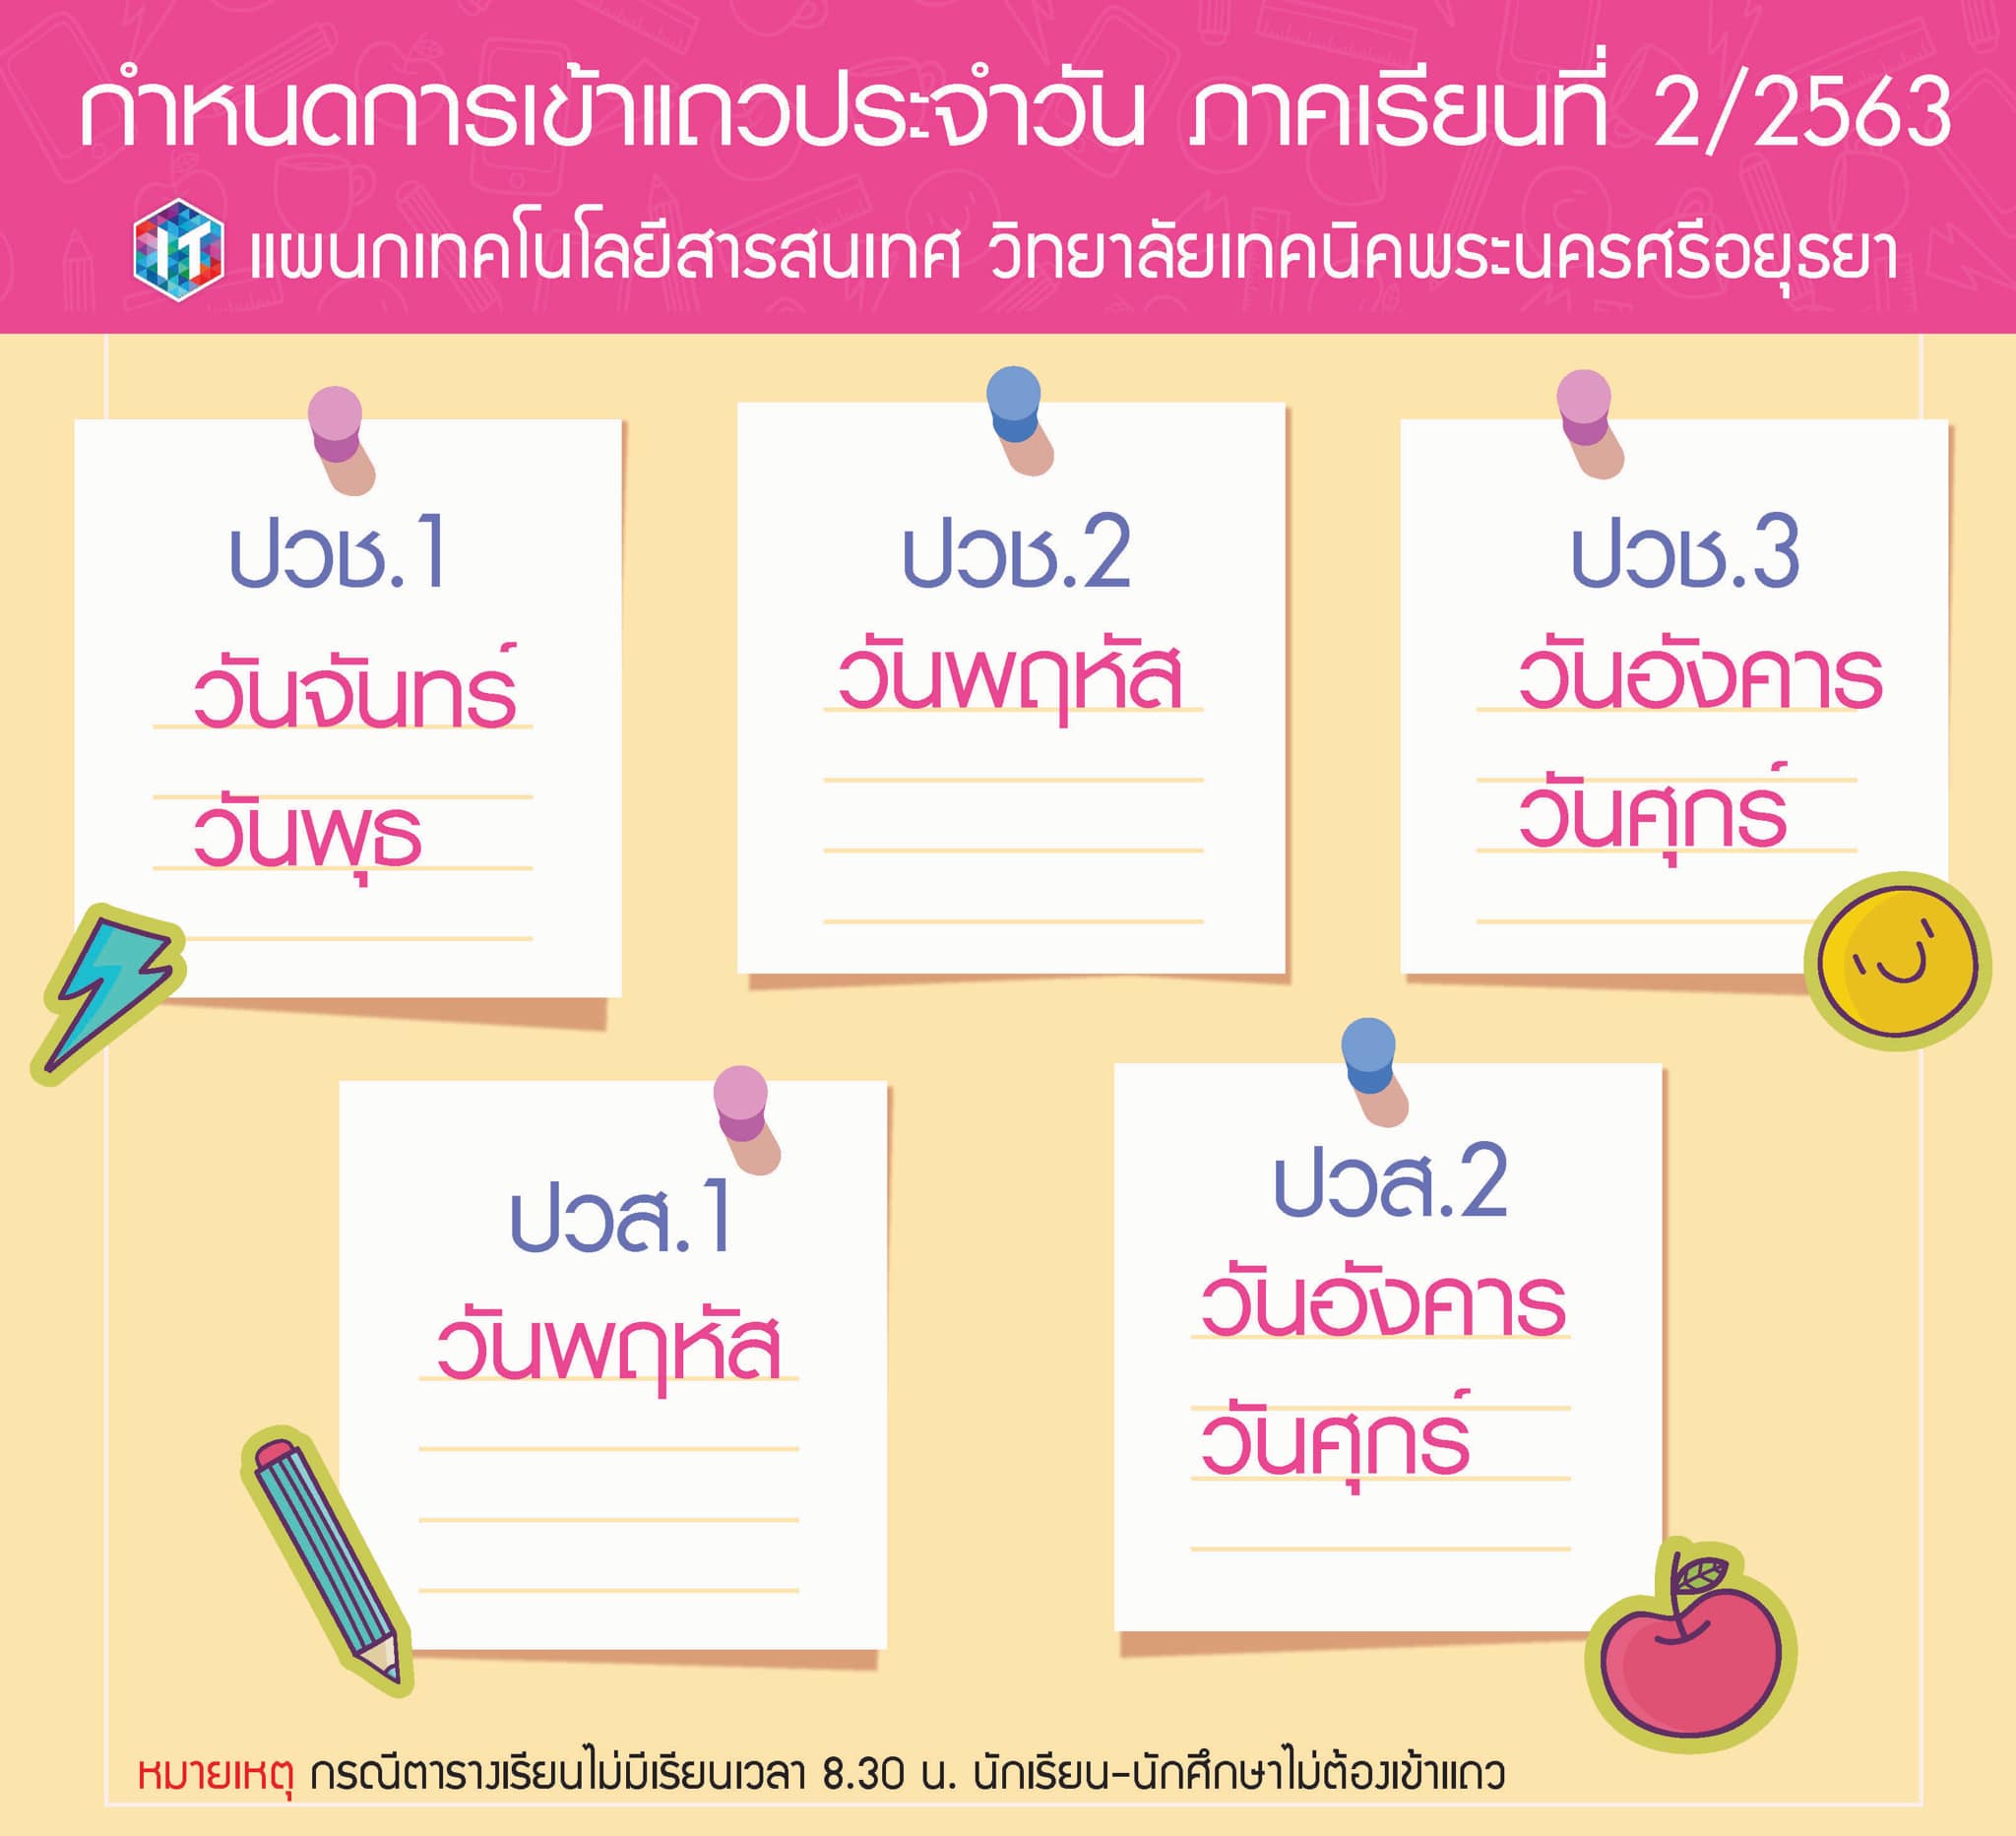 กำหนดการเข้าแถวประจำวัน ภาคเรียนที่ 2/2563
IT แผนกเทคโนโลยีสารสนเทศ วิทยาลัยเทคนิคพระนครศรีอยุธยา
ปวช.1
วันจันทร์
วันพุธ
ปวช.2
วันพฤหัส
ปวช.3
วันอังคาร
วันศุกร์
ปวส.1
วันพฤหัส
ปวส.2
วันอังคาร
วันศุกร์
หมายเหตุ กรณีตารางเรียนไม่มีเรียนเวลา 8.30 น. นักเรียน-นักศึกษาไม่ต้องเข้าแถว